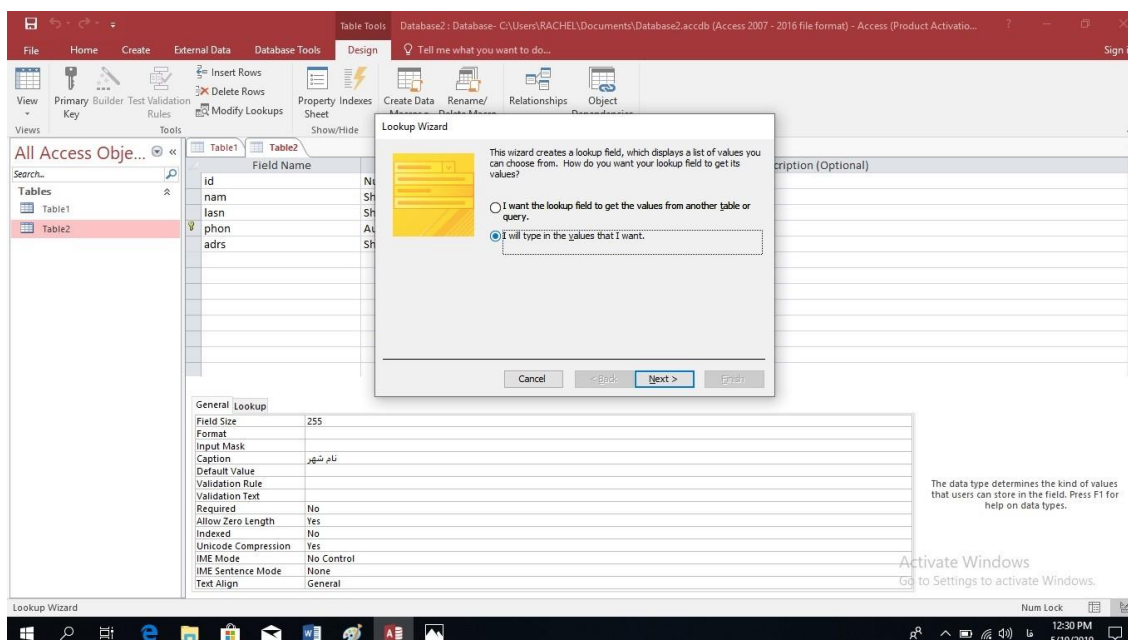 Table Tools Database2 : Database- C:\Users\RACHEL\Documents\Database2.accdb (Access 2007 - 2016 file format) - Access (Product Activatio...
File Home Create External Data Database Tools Design Tell me what you want to do... Sign i
View Primary Key Builder Test Validation Rules Insert Rows Delete Rows Modify Lookups Property Sheet Indexes Create Data Rename/ Relationships Object
Views Tools Show/Hide
Lookup Wizard
All Access Obje...
Search..
Tables
Table1
Table2
Table1 Table2
Field Name
cription (Optional)
id Nu
nam Sh
lasn Sh
phon Au
adrs Sh
This wizard creates a lookup field, which displays a list of values you
can choose from. How do you want your lookup field to get its
values?
I want the lookup field to get the values from another table or
query.
I will type in the values that I want.
Cancel < Back Next > Finish
General Lookup
Field Size 255
Format
Input Mask
Caption نام شهر
Default Value
Validation Rule
Validation Text
Required No
Allow Zero Length Yes
Indexed No
Unicode Compression Yes
IME Mode No Control
IME Sentence Mode None
Text Align General
The data type determines the kind of values
that users can store in the field. Press F1 for
help on data types.
Activate Windows
Go to Settings to activate Windows.
Lookup Wizard Num Lock
فا 12:30 PM